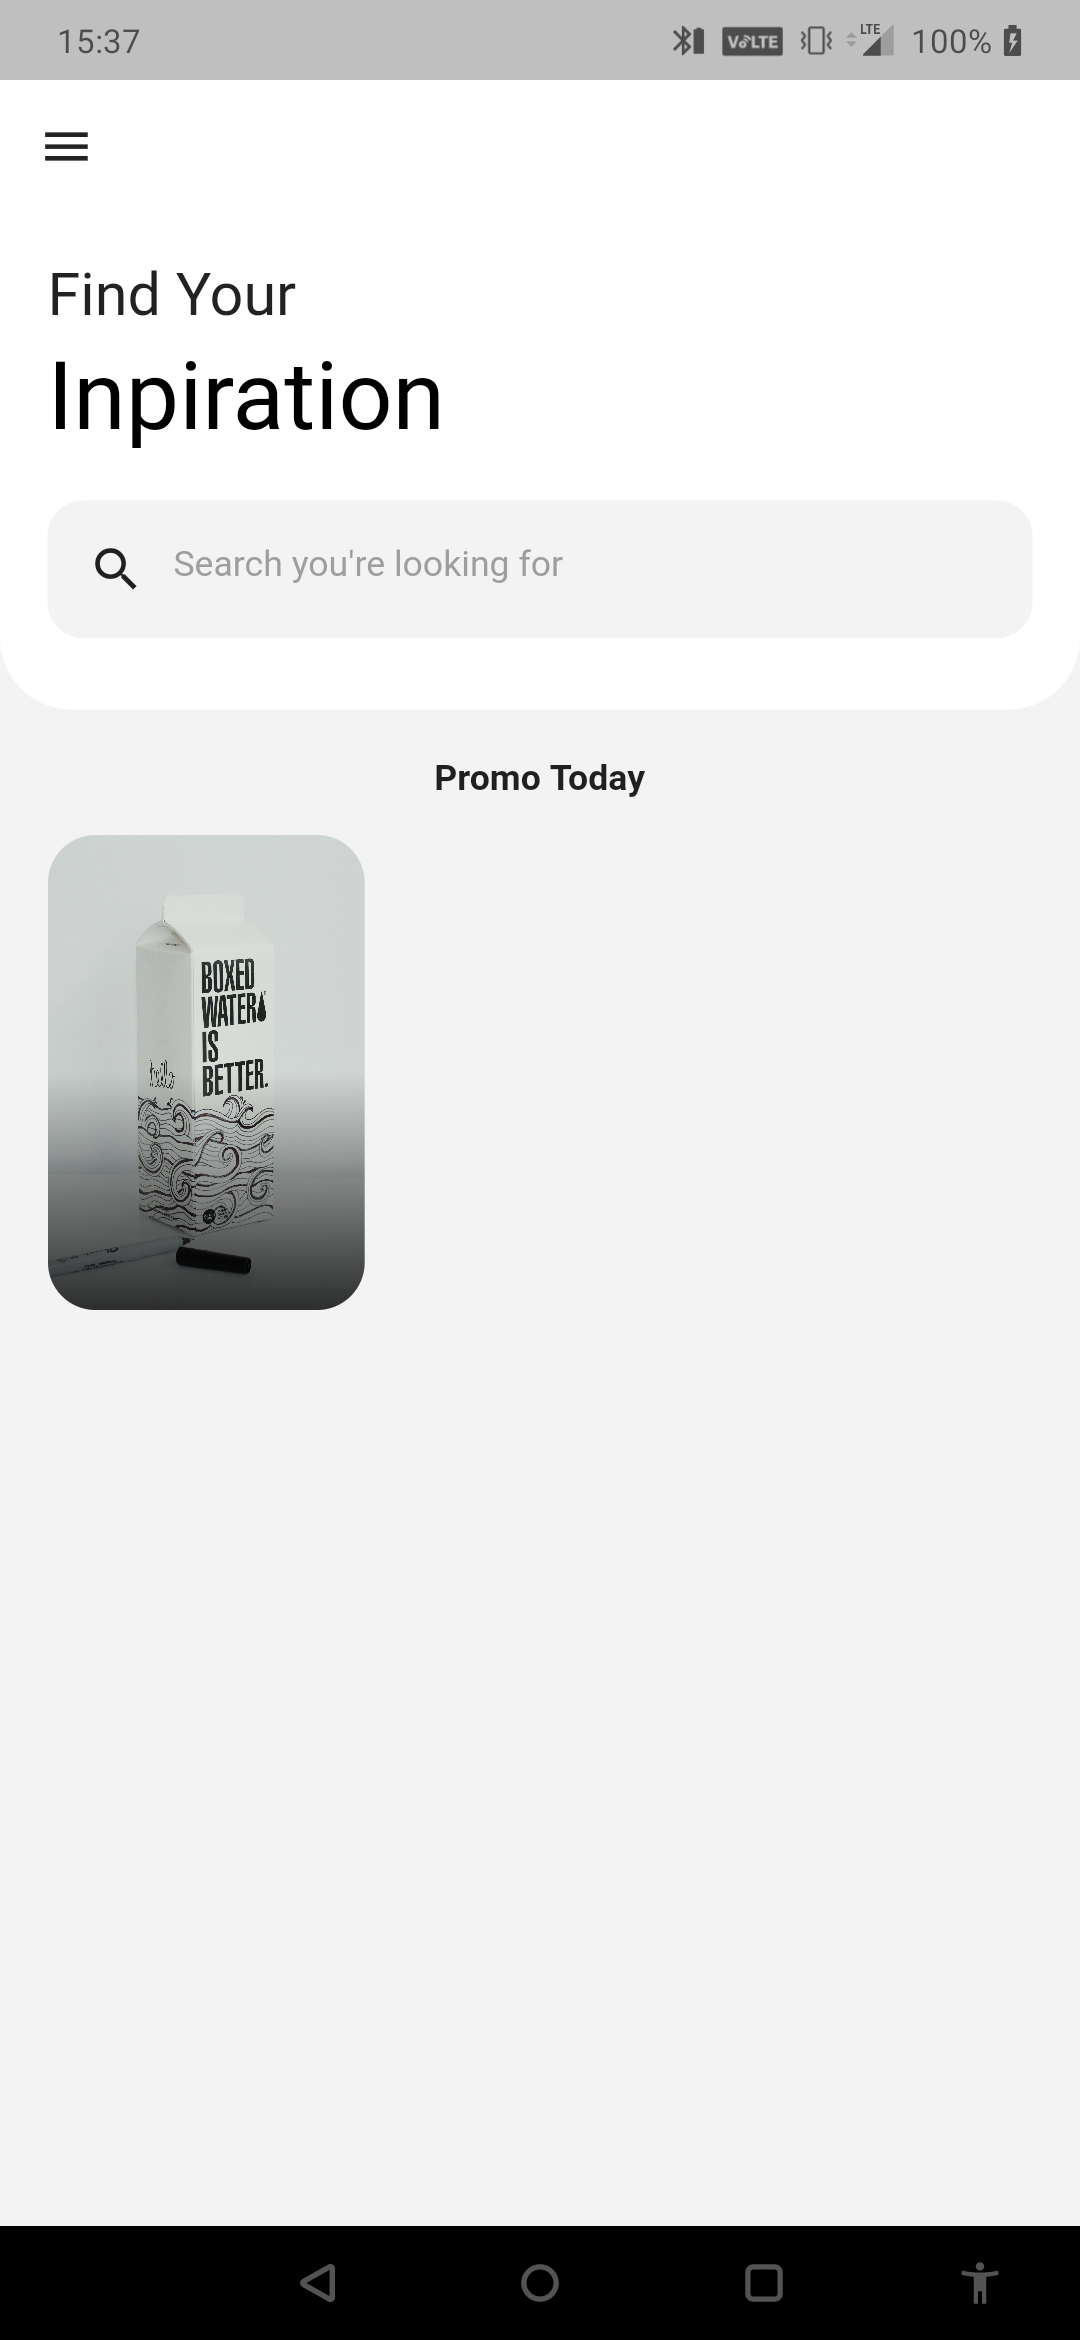 15:37
VoLTE
LTE
100%
Find Your
Inpiration
Search you're looking for
Promo Today
BOXED
WATER
IS
BETTER.
hello